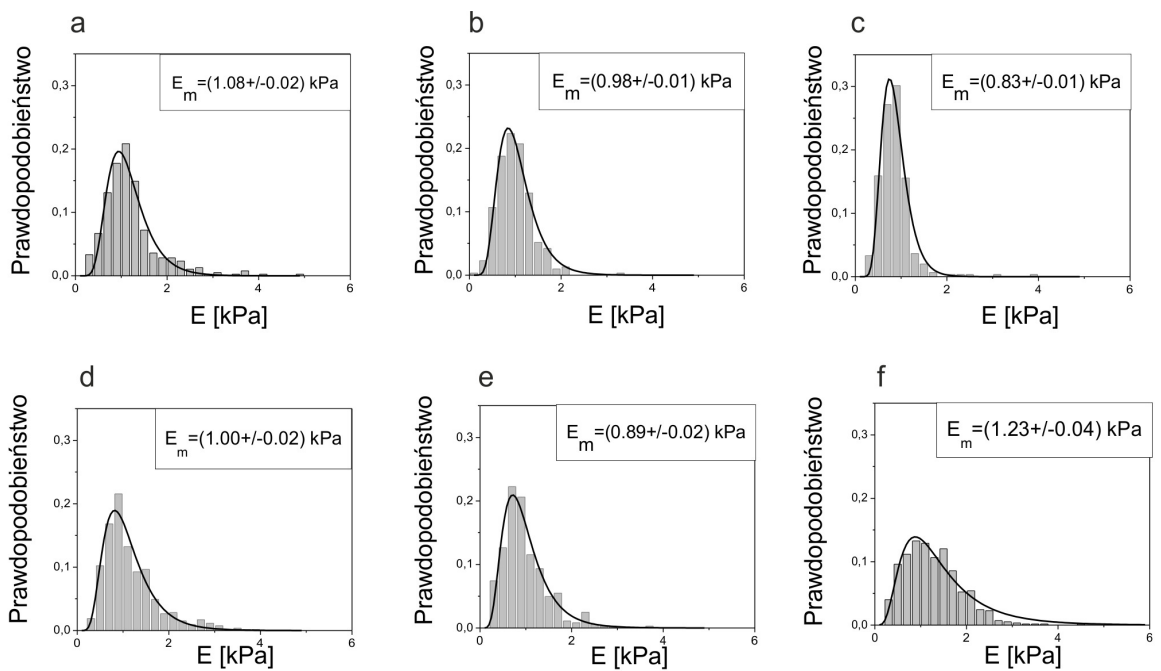 a
Prawdopodobieństwo
0,3
0,2
0,1
0,0
0
2
4
6
E [kPa]
E_m=(1.08+/-0.02) kPa
b
Prawdopodobieństwo
0,3
0,2
0,1
0,0
0
2
4
6
E [kPa]
E_m=(0.98+/-0.01) kPa
c
Prawdopodobieństwo
0,3
0,2
0,1
0,0
0
2
4
6
E [kPa]
E_m=(0.83+/-0.01) kPa
d
Prawdopodobieństwo
0,3
0,2
0,1
0,0
0
2
4
6
E [kPa]
E_m=(1.00+/-0.02) kPa
e
Prawdopodobieństwo
0,3
0,2
0,1
0,0
0
2
4
6
E [kPa]
E_m=(0.89+/-0.02) kPa
f
Prawdopodobieństwo
0,3
0,2
0,1
0,0
0
2
4
6
E [kPa]
E_m=(1.23+/-0.04) kPa